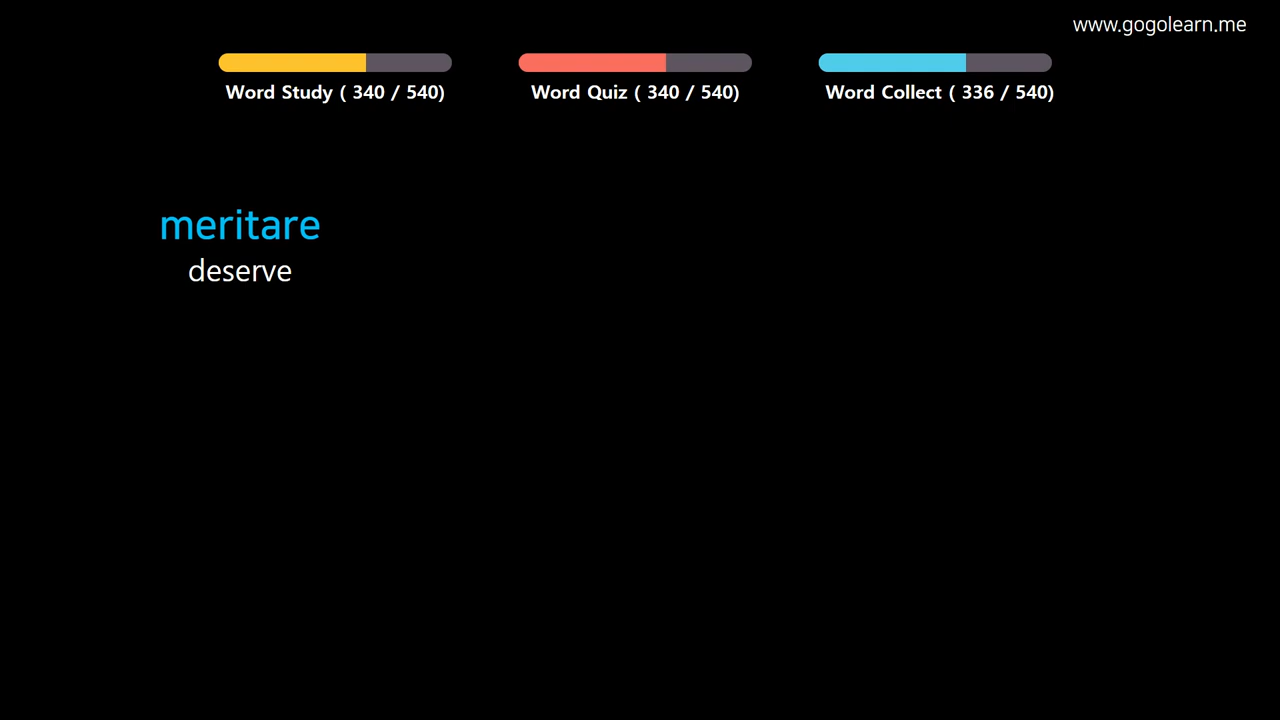 www.gogolearn.me
Word Study ( 340 / 540)
Word Quiz ( 340 / 540)
Word Collect ( 336 / 540)
meritare
deserve